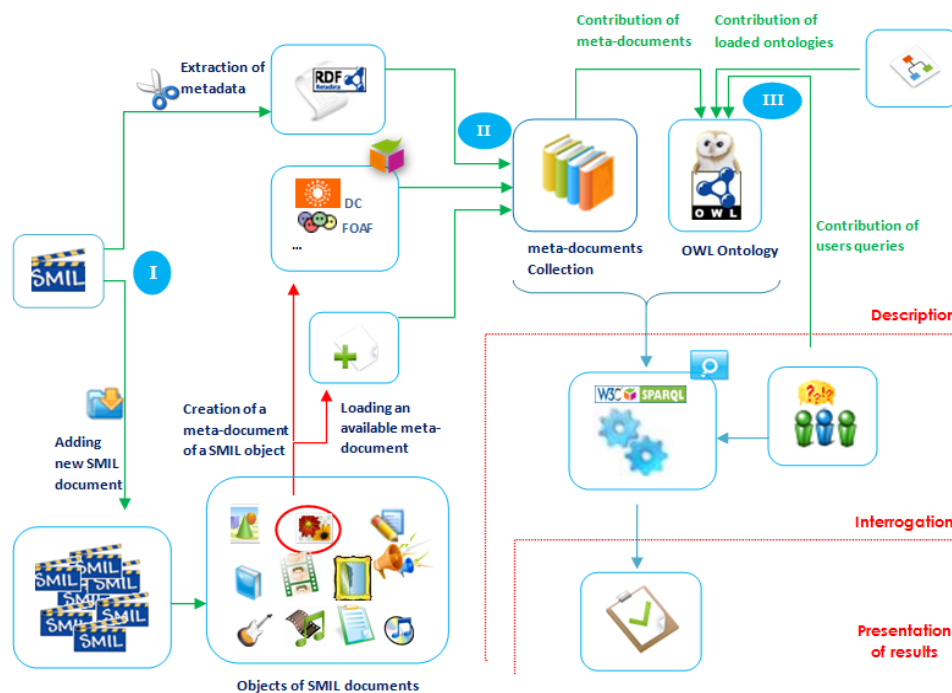 Contribution of
meta-documents
Contribution of
loaded ontologies
Extraction of
metadata
RDF
Metadata
II
III
DC
FOAF
...
OWL
Contribution of
users queries
meta-documents
Collection
OWL Ontology
SMIL
I
Description
W3C SPARQL
??!?
Creation of a
meta-document
of a SMIL object
Loading an
available meta-
document
Adding
new SMIL
document
Interrogation
SMIL
SMIL
SMIL
SMIL
SMIL
SMIL
SMIL
Presentation
of results
Objects of SMIL documents